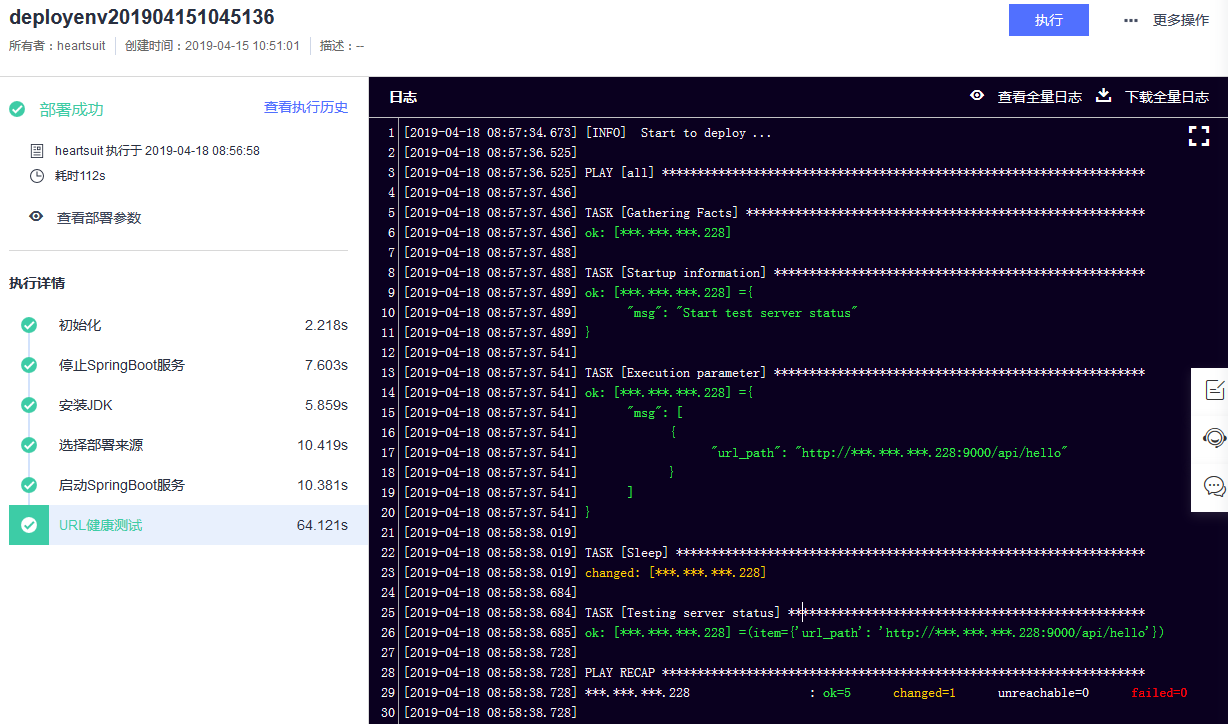 deployenv201904151045136
执行
更多操作
所有者：heartsuit 创建时间：2019-04-15 10:51:01 描述：--
部署成功 查看执行历史
heartsuit 执行于 2019-04-18 08:56:58
耗时112s
查看部署参数
执行详情
初始化 2.218s
停止SpringBoot服务 7.603s
安装JDK 5.859s
选择部署来源 10.419s
启动SpringBoot服务 10.381s
URL健康测试 64.121s
日志 查看全量日志 下载全量日志
1 [2019-04-18 08:57:34.673] [INFO] Start to deploy ...
2 [2019-04-18 08:57:36.525]
3 [2019-04-18 08:57:36.525] PLAY [all] *********************************************************************
4 [2019-04-18 08:57:37.436]
5 [2019-04-18 08:57:37.436] TASK [Gathering Facts] *********************************************************
6 [2019-04-18 08:57:37.436] ok: [***.***.***.228]
7 [2019-04-18 08:57:37.488]
8 [2019-04-18 08:57:37.488] TASK [Startup information] *****************************************************
9 [2019-04-18 08:57:37.489] ok: [***.***.***.228] ={
10 [2019-04-18 08:57:37.489] "msg": "Start test server status"
11 [2019-04-18 08:57:37.489] }
12 [2019-04-18 08:57:37.541]
13 [2019-04-18 08:57:37.541] TASK [Execution parameter] *****************************************************
14 [2019-04-18 08:57:37.541] ok: [***.***.***.228] ={
15 [2019-04-18 08:57:37.541] "msg": [
16 [2019-04-18 08:57:37.541] {
17 [2019-04-18 08:57:37.541] "url_path": "http://***.***.***.228:9000/api/hello"
18 [2019-04-18 08:57:37.541] }
19 [2019-04-18 08:57:37.541] ]
20 [2019-04-18 08:57:37.541] }
21 [2019-04-18 08:58:38.019]
22 [2019-04-18 08:58:38.019] TASK [Sleep] *******************************************************************
23 [2019-04-18 08:58:38.019] changed: [***.***.***.228]
24 [2019-04-18 08:58:38.684]
25 [2019-04-18 08:58:38.684] TASK [Testing server status] ***************************************************
26 [2019-04-18 08:58:38.685] ok: [***.***.***.228] =(item={'url_path': 'http://***.***.***.228:9000/api/hello'})
27 [2019-04-18 08:58:38.728]
28 [2019-04-18 08:58:38.728] PLAY RECAP *********************************************************************
29 [2019-04-18 08:58:38.728] ***.***.***.228 : ok=5 changed=1 unreachable=0 failed=0
30 [2019-04-18 08:58:38.728]